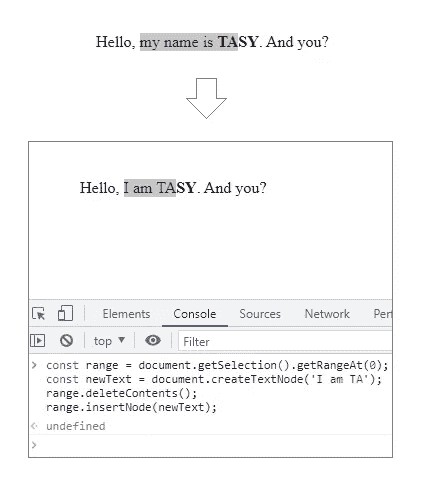 Hello, my name is TASY. And you?
Hello, I am TASY. And you?
Elements Console Sources Network Per
top ▼ Filter
> const range = document.getSelection().getRangeAt(0);
const newText = document.createTextNode('I am TA');
range.deleteContents();
range.insertNode(newText);
undefined
>